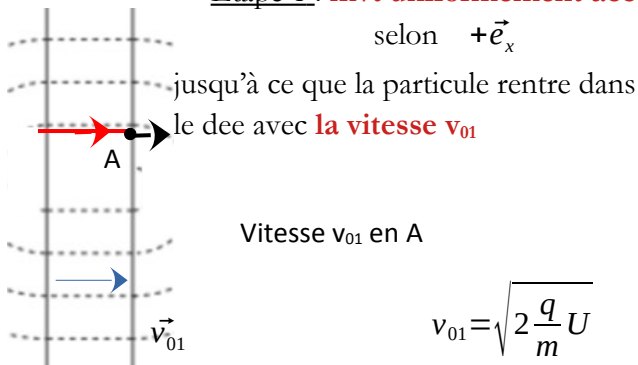 selon +e⃗ₓ
jusqu'à ce que la particule rentre dans
le dee avec la vitesse v₀₁
A
Vitesse v₀₁ en A
v⃗₀₁
v₀₁=√(2 q/m U)